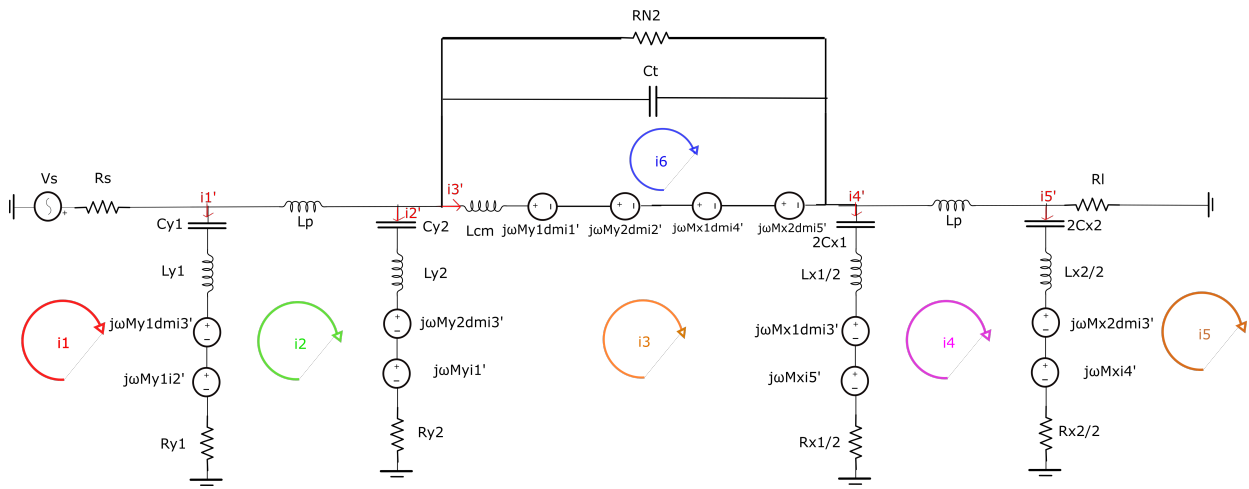 RN2
Ct
i6
Vs
Rs
i1'
Lp
i2'
i3'
Lcm
jωMy1dmi1'
jωMy2dmi2'
jωMx1dmi4'
jωMx2dmi5'
i4'
Lp
i5'
Rl
+
Cy1
Cy2
2Cx1
2Cx2
Ly1
Ly2
Lx1/2
Lx2/2
jωMy1dmi3'
jωMy2dmi3'
jωMx1dmi3'
jωMx2dmi3'
i1
i2
i3
i4
i5
jωMy1i2'
jωMyi1'
jωMxi5'
jωMxi4'
Ry1
Ry2
Rx1/2
Rx2/2